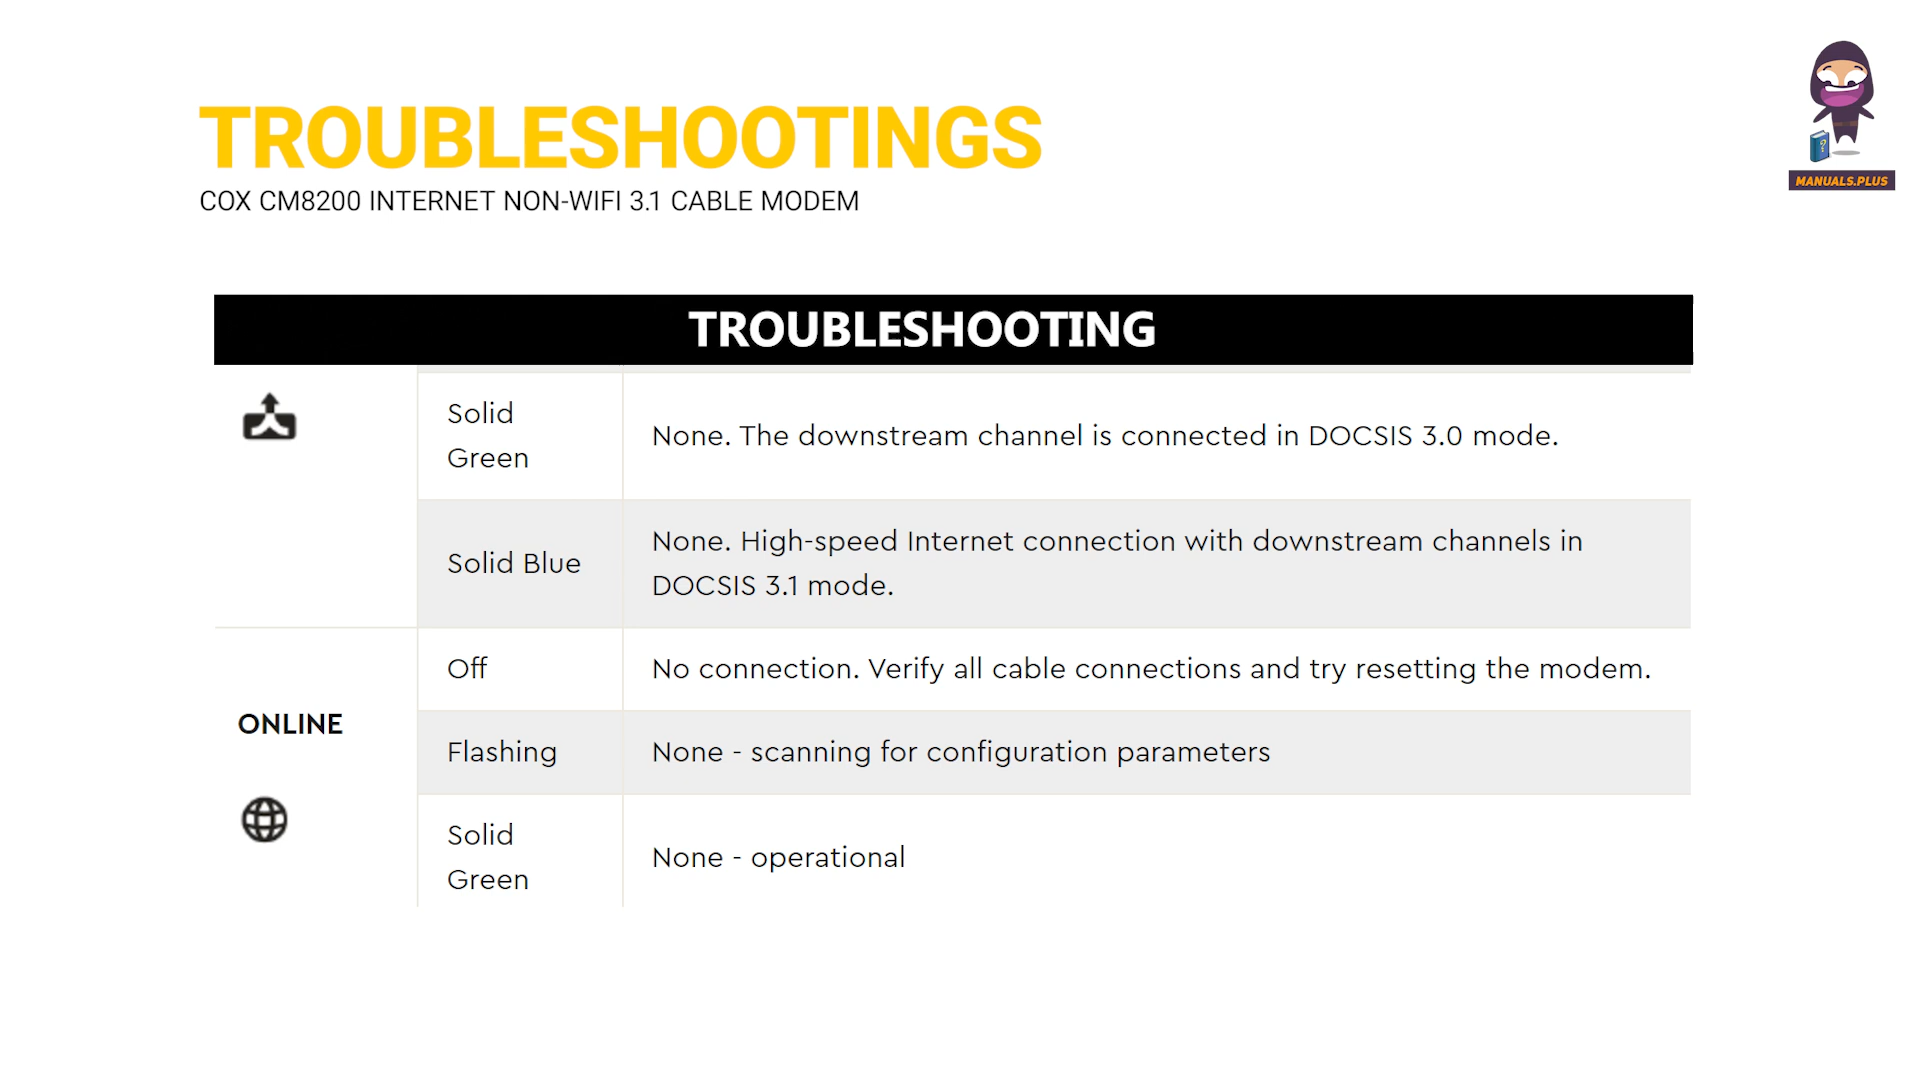 TROUBLESHOOTINGS
COX CM8200 INTERNET NON-WIFI 3.1 CABLE MODEM
MANUALS.PLUS
TROUBLESHOOTING
Solid
Green
None. The downstream channel is connected in DOCSIS 3.0 mode.
Solid Blue
None. High-speed Internet connection with downstream channels in
DOCSIS 3.1 mode.
ONLINE
Off
No connection. Verify all cable connections and try resetting the modem.
Flashing
None - scanning for configuration parameters
Solid
Green
None - operational